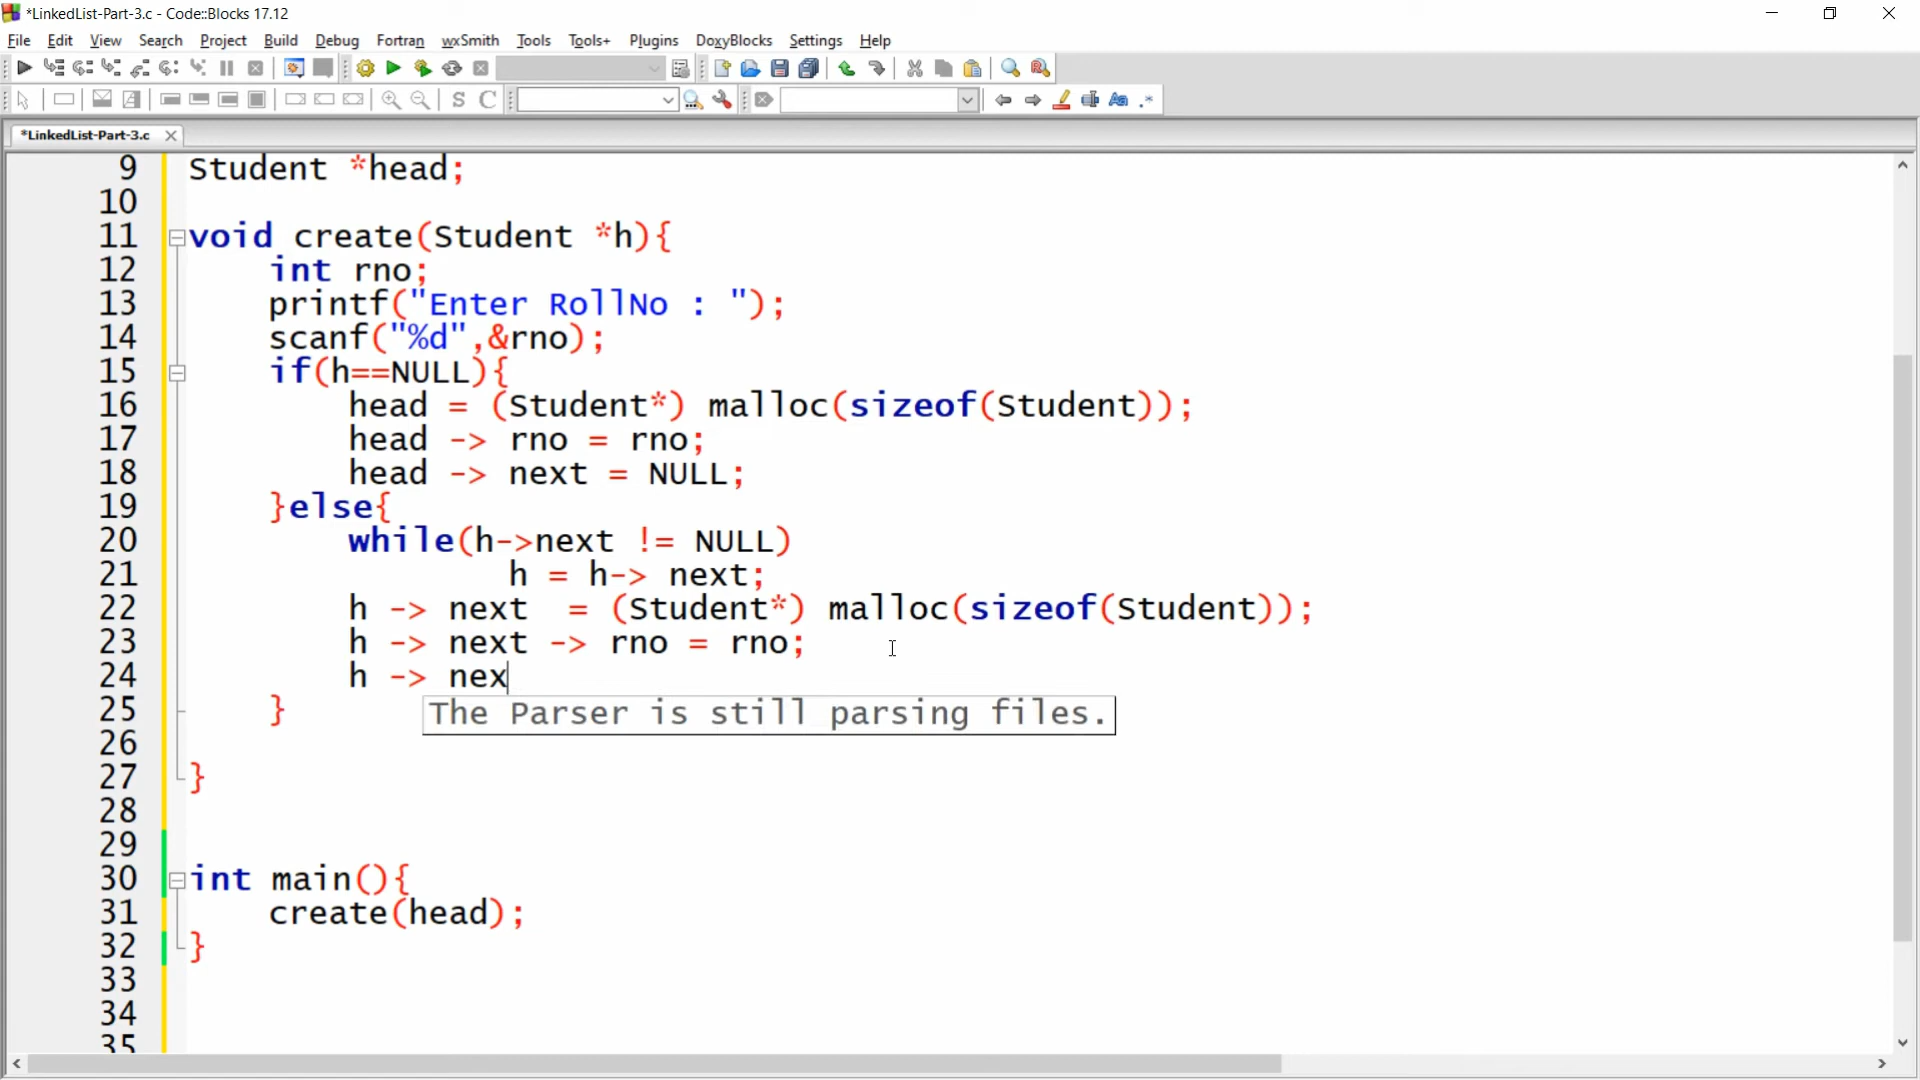 *LinkedList-Part-3.c - Code::Blocks 17.12
File Edit View Search Project Build Debug Fortran wxSmith Tools Tools+ Plugins DoxyBlocks Settings Help
S C Aa .*
*LinkedList-Part-3.c
9 Student *head;
10
11 void create(Student *h){
12 int rno;
13 printf("Enter RollNo : ");
14 scanf("%d",&rno);
15 if(h==NULL){
16 head = (Student*) malloc(sizeof(Student));
17 head -> rno = rno;
18 head -> next = NULL;
19 }else{
20 while(h->next != NULL)
21 h = h-> next;
22 h -> next  = (Student*) malloc(sizeof(Student));
23 h -> next -> rno = rno;
24 h -> nex
25 }
The Parser is still parsing files.
26
27 }
28
29
30 int main(){
31 create(head);
32 }
33
34
35